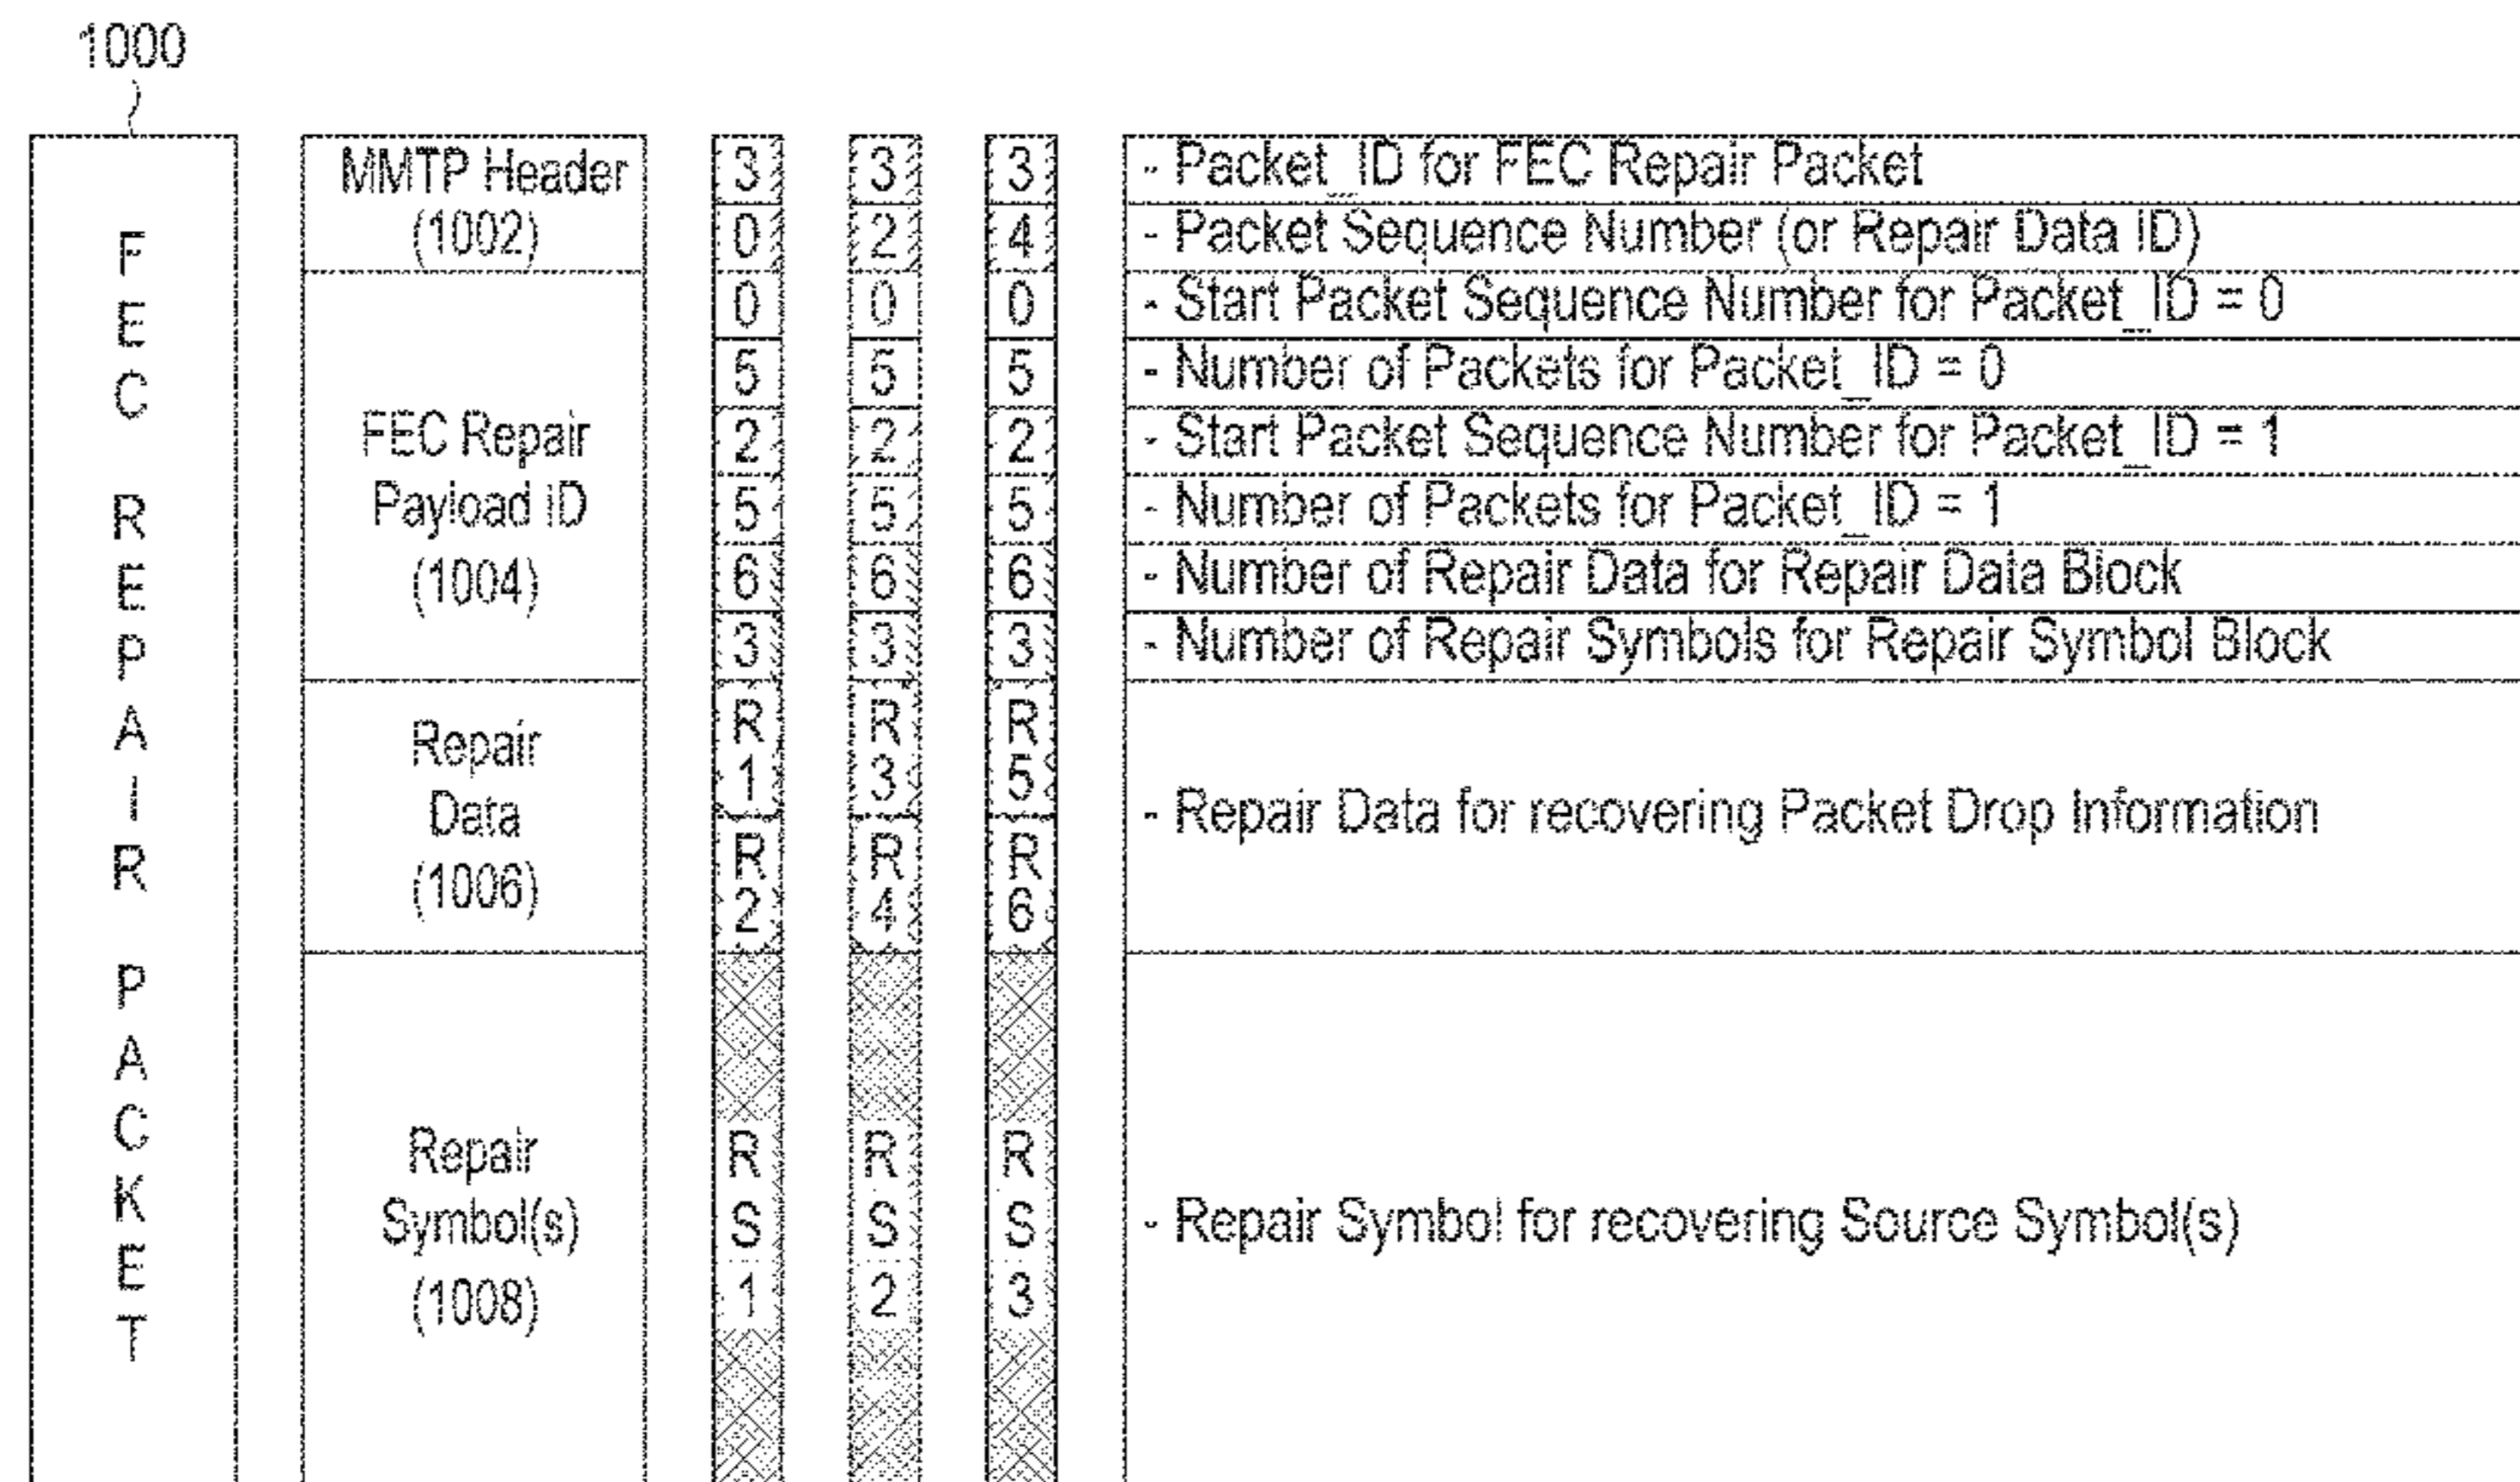 1000
FEC REPAIR PACKET
MMTP Header
(1002)
FEC Repair
Payload ID
(1004)
Repair
Data
(1006)
Repair
Symbol(s)
(1008)
3 3 3 - Packet_ID for FEC Repair Packet
0 2 4 - Packet Sequence Number (or Repair Data ID)
0 0 0 - Start Packet Sequence Number for Packet_ID = 0
5 5 5 - Number of Packets for Packet_ID = 0
2 2 2 - Start Packet Sequence Number for Packet_ID = 1
5 5 5 - Number of Packets for Packet_ID = 1
6 6 6 - Number of Repair Data for Repair Data Block
3 3 3 - Number of Repair Symbols for Repair Symbol Block
R1 R3 R5
R2 R4 R6
- Repair Data for recovering Packet Drop Information
RS1 RS2 RS3
- Repair Symbol for recovering Source Symbol(s)